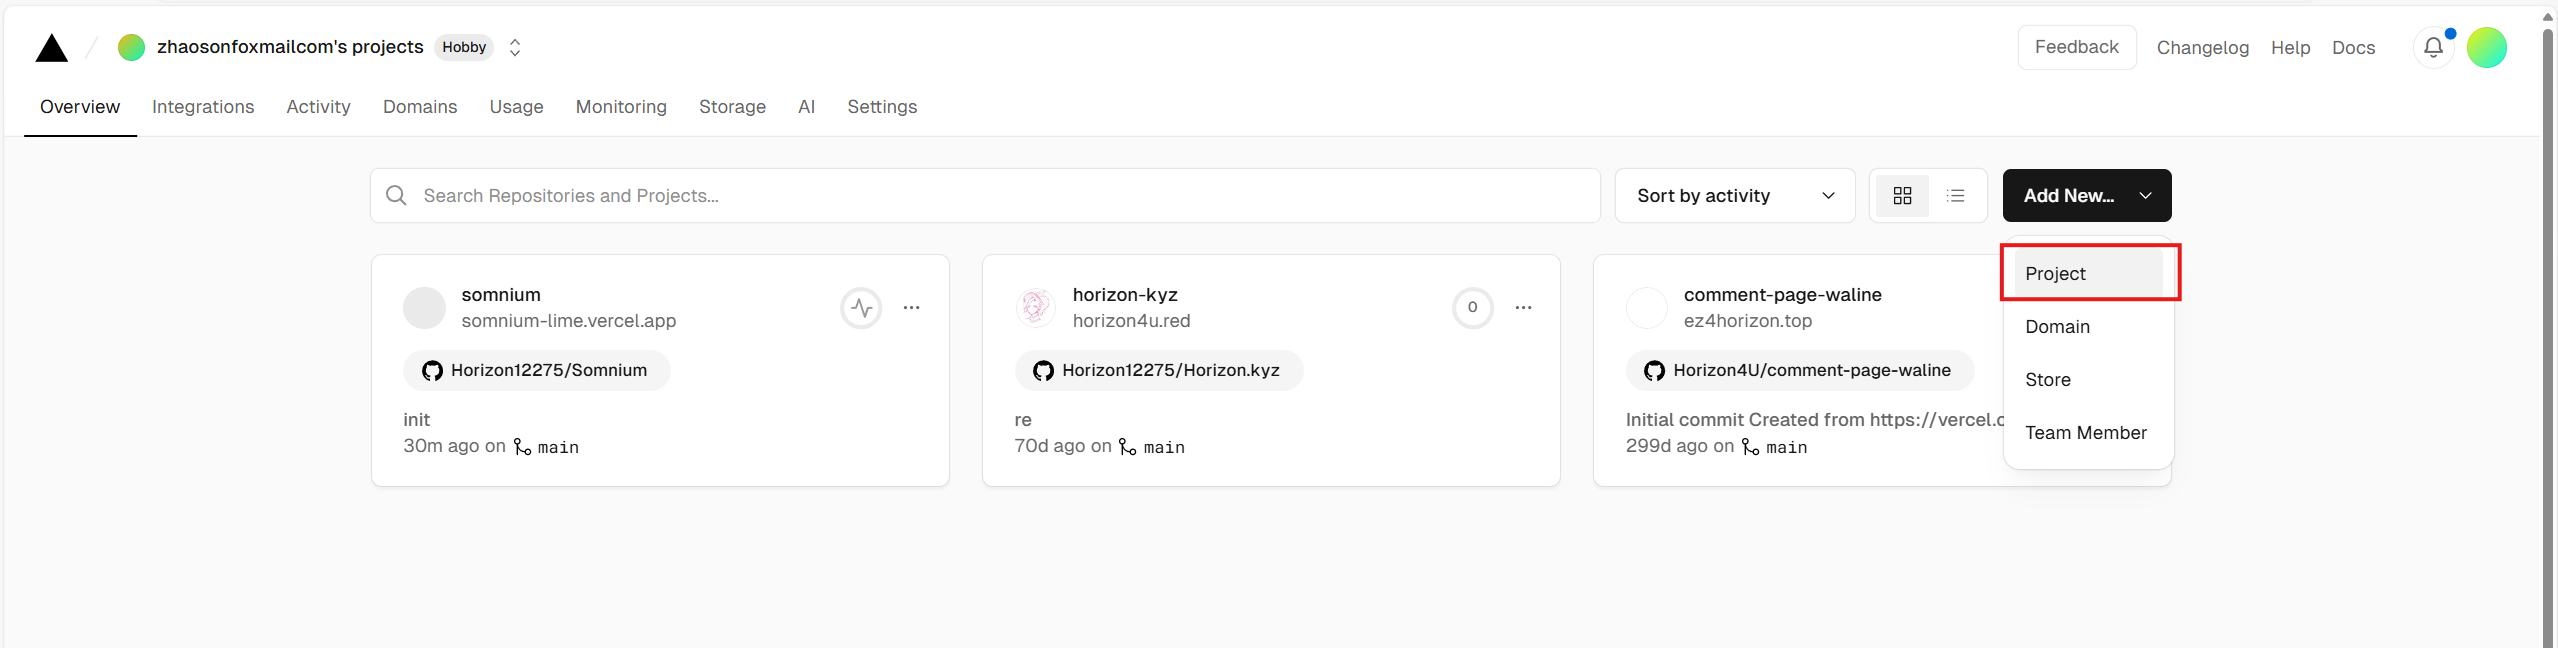 zhaosonfoxmailcom's projects Hobby
Feedback Changelog Help Docs
Overview Integrations Activity Domains Usage Monitoring Storage AI Settings
Search Repositories and Projects...
Sort by activity
Add New...
Project
Domain
Store
Team Member
somnium
somnium-lime.vercel.app
Horizon12275/Somnium
init
30m ago on main
horizon-kyz
horizon4u.red
0
Horizon12275/Horizon.kyz
re
70d ago on main
comment-page-waline
ez4horizon.top
Horizon4U/comment-page-waline
Initial commit Created from https://vercel.c
299d ago on main